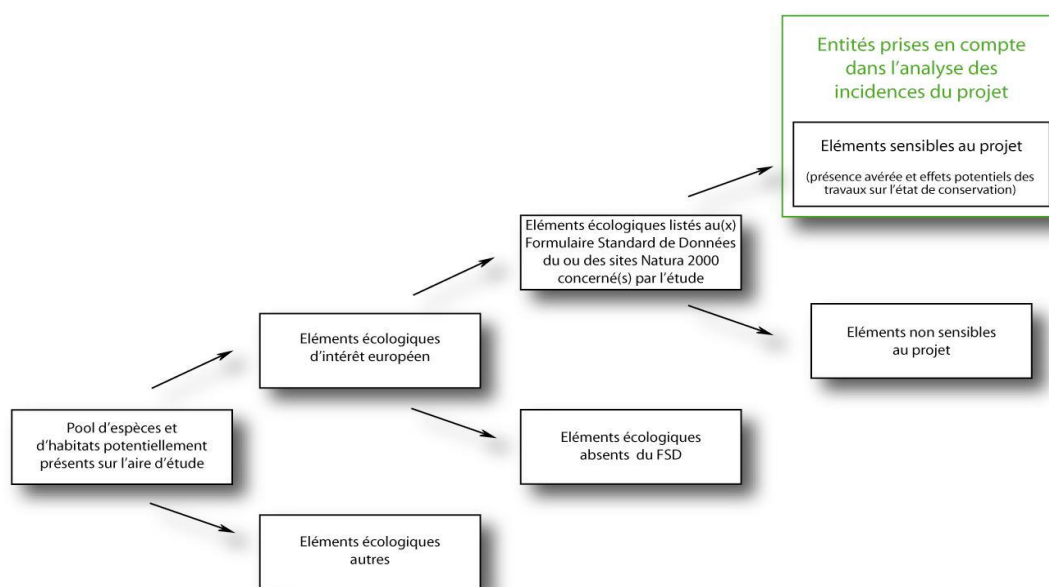 Entités prises en compte
dans l'analyse des
incidences du projet
Eléments sensibles au projet
(présence avérée et effets potentiels des
travaux sur l'état de conservation)
Eléments écologiques listés au(x)
Formulaire Standard de Données
du ou des sites Natura 2000
concerné(s) par l'étude
Eléments écologiques
d'intérêt européen
Eléments non sensibles
au projet
Pool d'espèces et
d'habitats potentiellement
présents sur l'aire d'étude
Eléments écologiques
absents du FSD
Eléments écologiques
autres